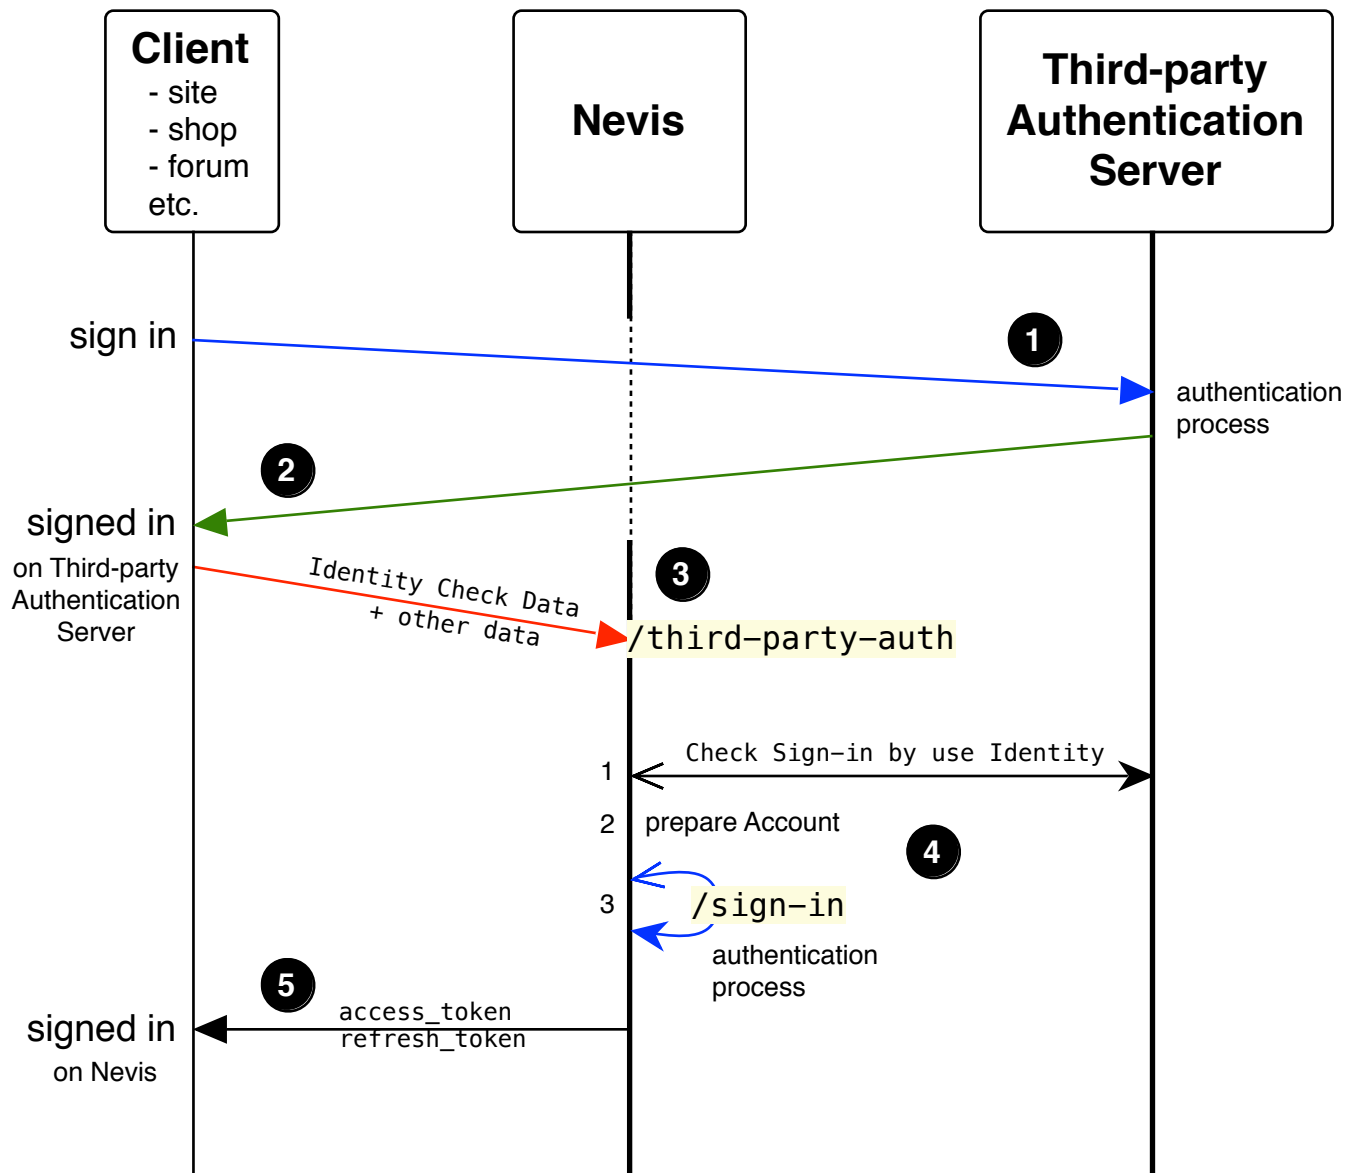 Client
- site
- shop
- forum
etc.
Nevis
Third-party
Authentication
Server
sign in
1
authentication
process
2
signed in
on Third-party
Authentication
Server
Identity Check Data
+ other data
3
/third-party-auth
Check Sign-in by use Identity
1
2
prepare Account
4
3
/sign-in
authentication
process
5
access_token
refresh_token
signed in
on Nevis